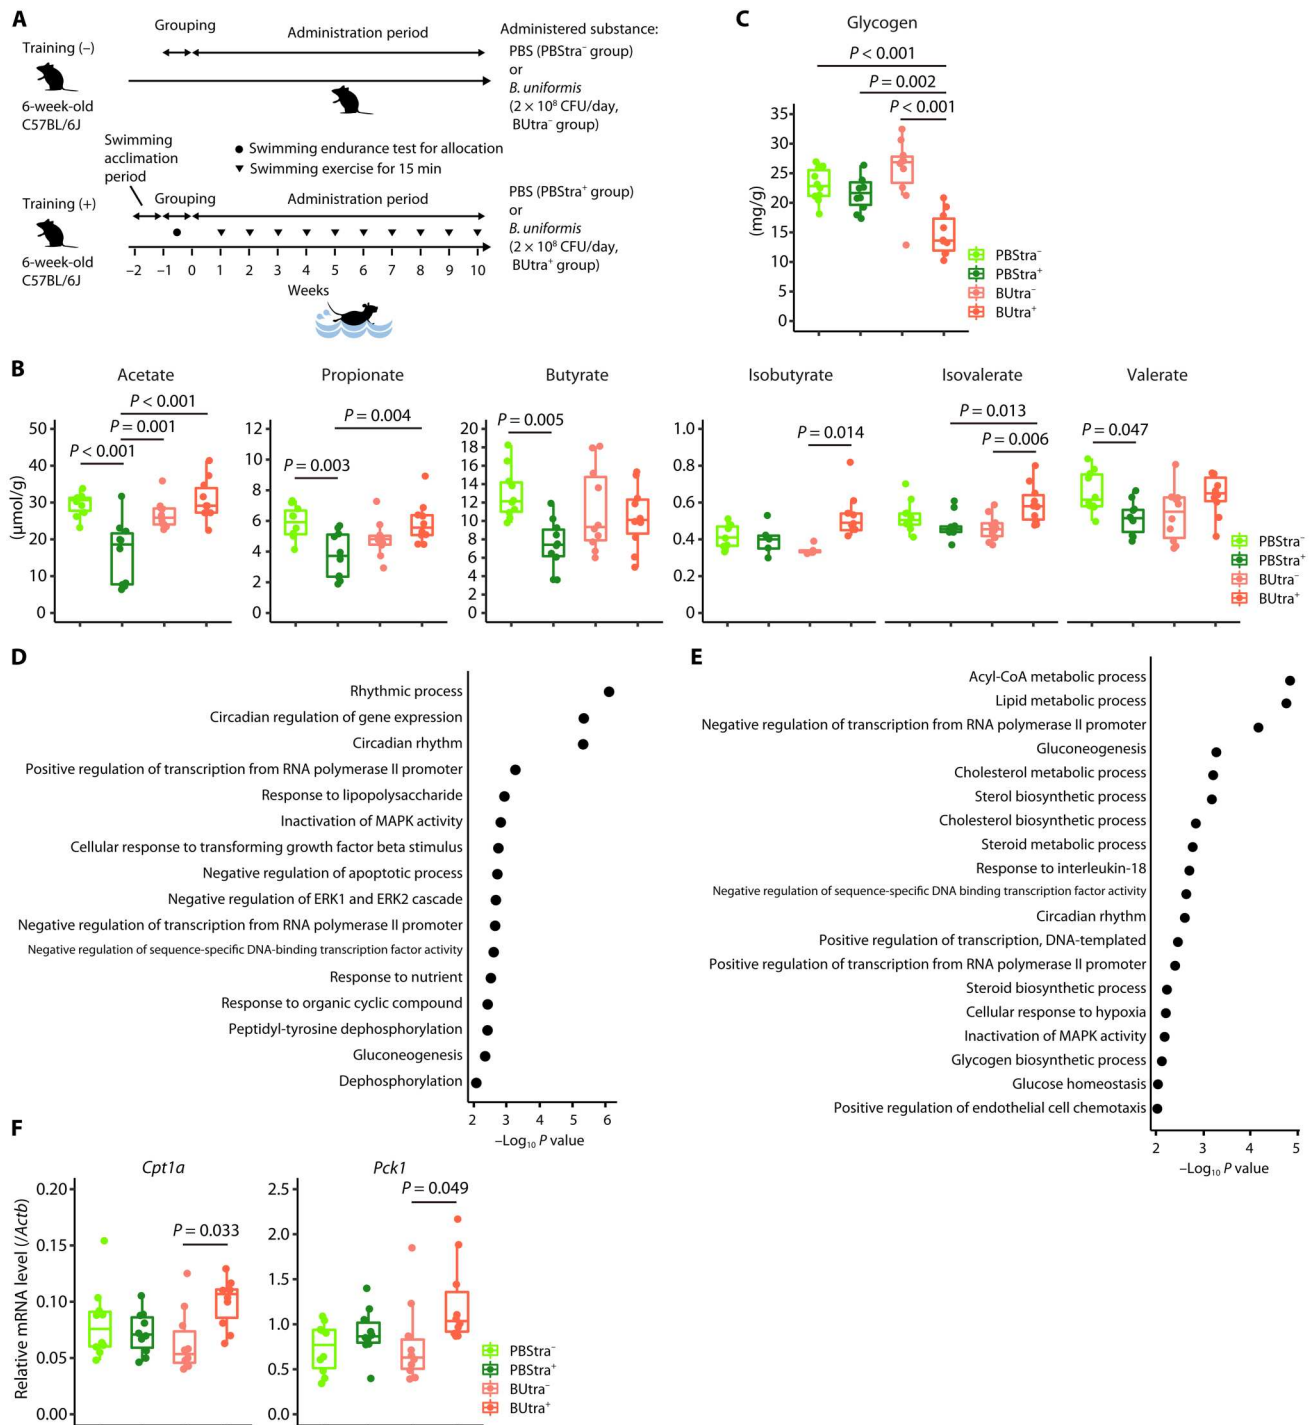 A
Grouping
Administration period
Training (–)
6-week-old
C57BL/6J
Administered substance:
PBS (PBStra⁻ group)
or
B. uniformis
(2 × 10⁸ CFU/day,
BUtra⁻ group)
Swimming
acclimation
period
Swimming endurance test for allocation
Swimming exercise for 15 min
Grouping
Administration period
Training (+)
6-week-old
C57BL/6J
PBS (PBStra⁺ group)
or
B. uniformis
(2 × 10⁸ CFU/day,
BUtra⁺ group)
–2 –1 0 1 2 3 4 5 6 7 8 9 10
Weeks
C
Glycogen
P < 0.001
P = 0.002
P < 0.001
35
30
25
20
15
10
5
0
(mg/g)
PBStra⁻
PBStra⁺
BUtra⁻
BUtra⁺
B
Acetate
P < 0.001
P = 0.001
P < 0.001
50
40
30
20
10
0
(μmol/g)
Propionate
P = 0.004
P = 0.003
12
10
8
6
4
2
0
Butyrate
P = 0.005
20
18
16
14
12
10
8
6
4
2
0
Isobutyrate
P = 0.014
1.0
0.8
0.6
0.4
0.2
0
Isovalerate
P = 0.013
P = 0.006
Valerate
P = 0.047
PBStra⁻
PBStra⁺
BUtra⁻
BUtra⁺
D
Rhythmic process
Circadian regulation of gene expression
Circadian rhythm
Positive regulation of transcription from RNA polymerase II promoter
Response to lipopolysaccharide
Inactivation of MAPK activity
Cellular response to transforming growth factor beta stimulus
Negative regulation of apoptotic process
Negative regulation of ERK1 and ERK2 cascade
Negative regulation of transcription from RNA polymerase II promoter
Negative regulation of sequence-specific DNA-binding transcription factor activity
Response to nutrient
Response to organic cyclic compound
Peptidyl-tyrosine dephosphorylation
Gluconeogenesis
Dephosphorylation
2 3 4 5 6
–Log₁₀ P value
E
Acyl-CoA metabolic process
Lipid metabolic process
Negative regulation of transcription from RNA polymerase II promoter
Gluconeogenesis
Cholesterol metabolic process
Sterol biosynthetic process
Cholesterol biosynthetic process
Steroid metabolic process
Response to interleukin-18
Negative regulation of sequence-specific DNA binding transcription factor activity
Circadian rhythm
Positive regulation of transcription, DNA-templated
Positive regulation of transcription from RNA polymerase II promoter
Steroid biosynthetic process
Cellular response to hypoxia
Inactivation of MAPK activity
Glycogen biosynthetic process
Glucose homeostasis
Positive regulation of endothelial cell chemotaxis
2 3 4 5
–Log₁₀ P value
F
Cpt1a
P = 0.033
0.20
0.15
0.10
0.05
0.00
Relative mRNA level (/Actb)
Pck1
P = 0.049
2.5
2.0
1.5
1.0
0.5
0.0
PBStra⁻
PBStra⁺
BUtra⁻
BUtra⁺